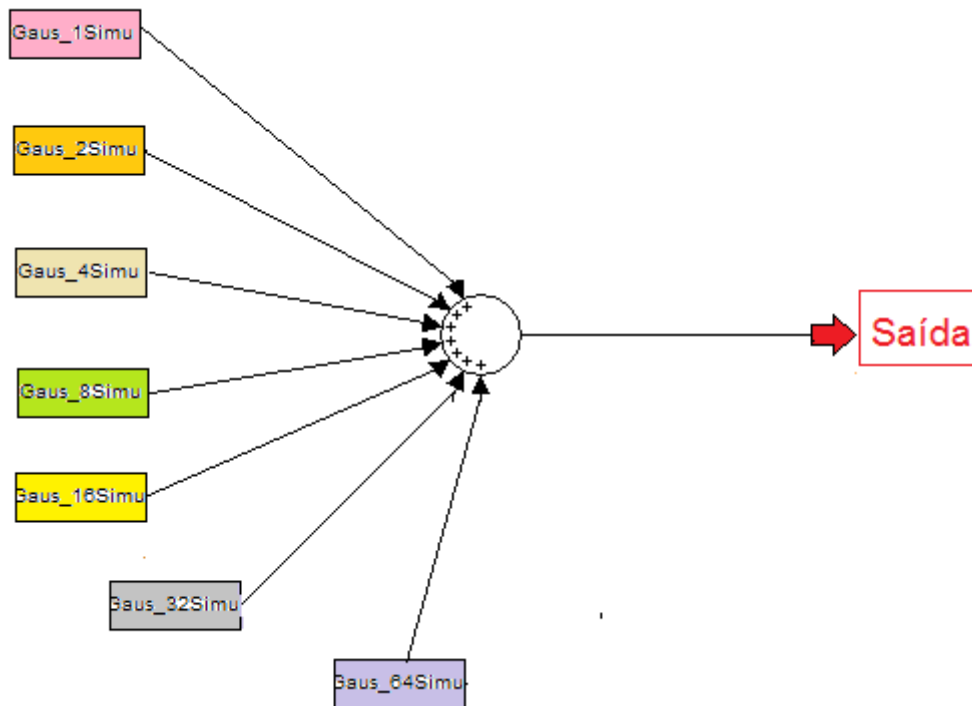 Gaus_1Simu
Gaus_2Simu
Gaus_4Simu
Gaus_8Simu
Gaus_16Simu
Gaus_32Simu
Gaus_64Simu
+ + + + + + +
Saída